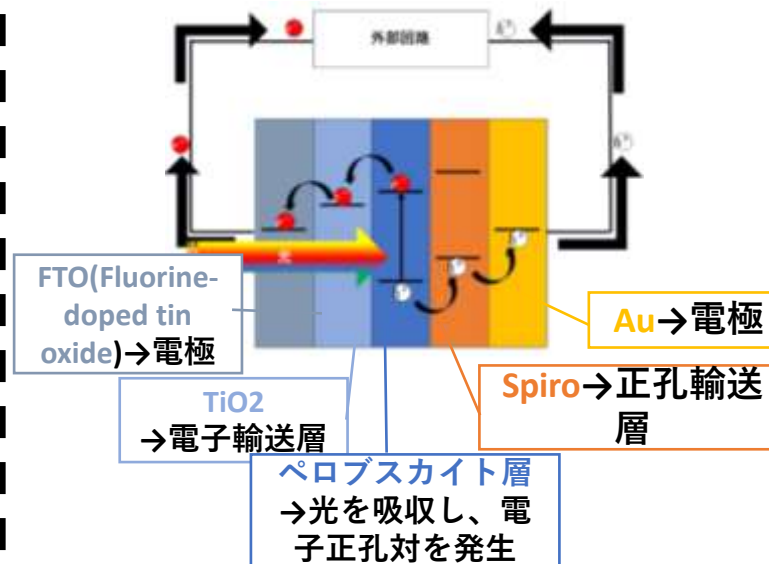 外部回路
光
FTO(Fluorine-
doped tin
oxide)→電極
TiO2
→電子輸送層
ペロブスカイト層
→光を吸収し、電
子正孔対を発生
Spiro→正孔輸送
層
Au→電極